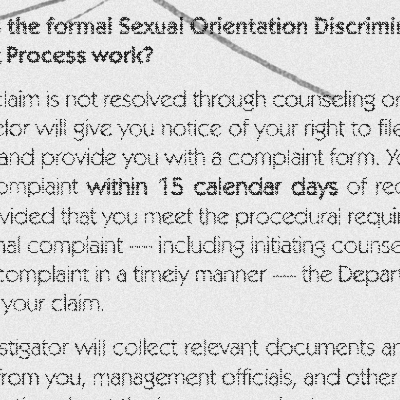 the formal Sexual Orientation Discrimi
Process work?
claim is not resolved through counseling or
elor will give you notice of your right to file
and provide you with a complaint form. Yo
omplaint within 15 calendar days of rec
vided that you meet the procedural requir
nal complaint --- including initiating counse
complaint in a timely manner --- the Depar
your claim.
stigator will collect relevant documents an
from you, management officials, and other